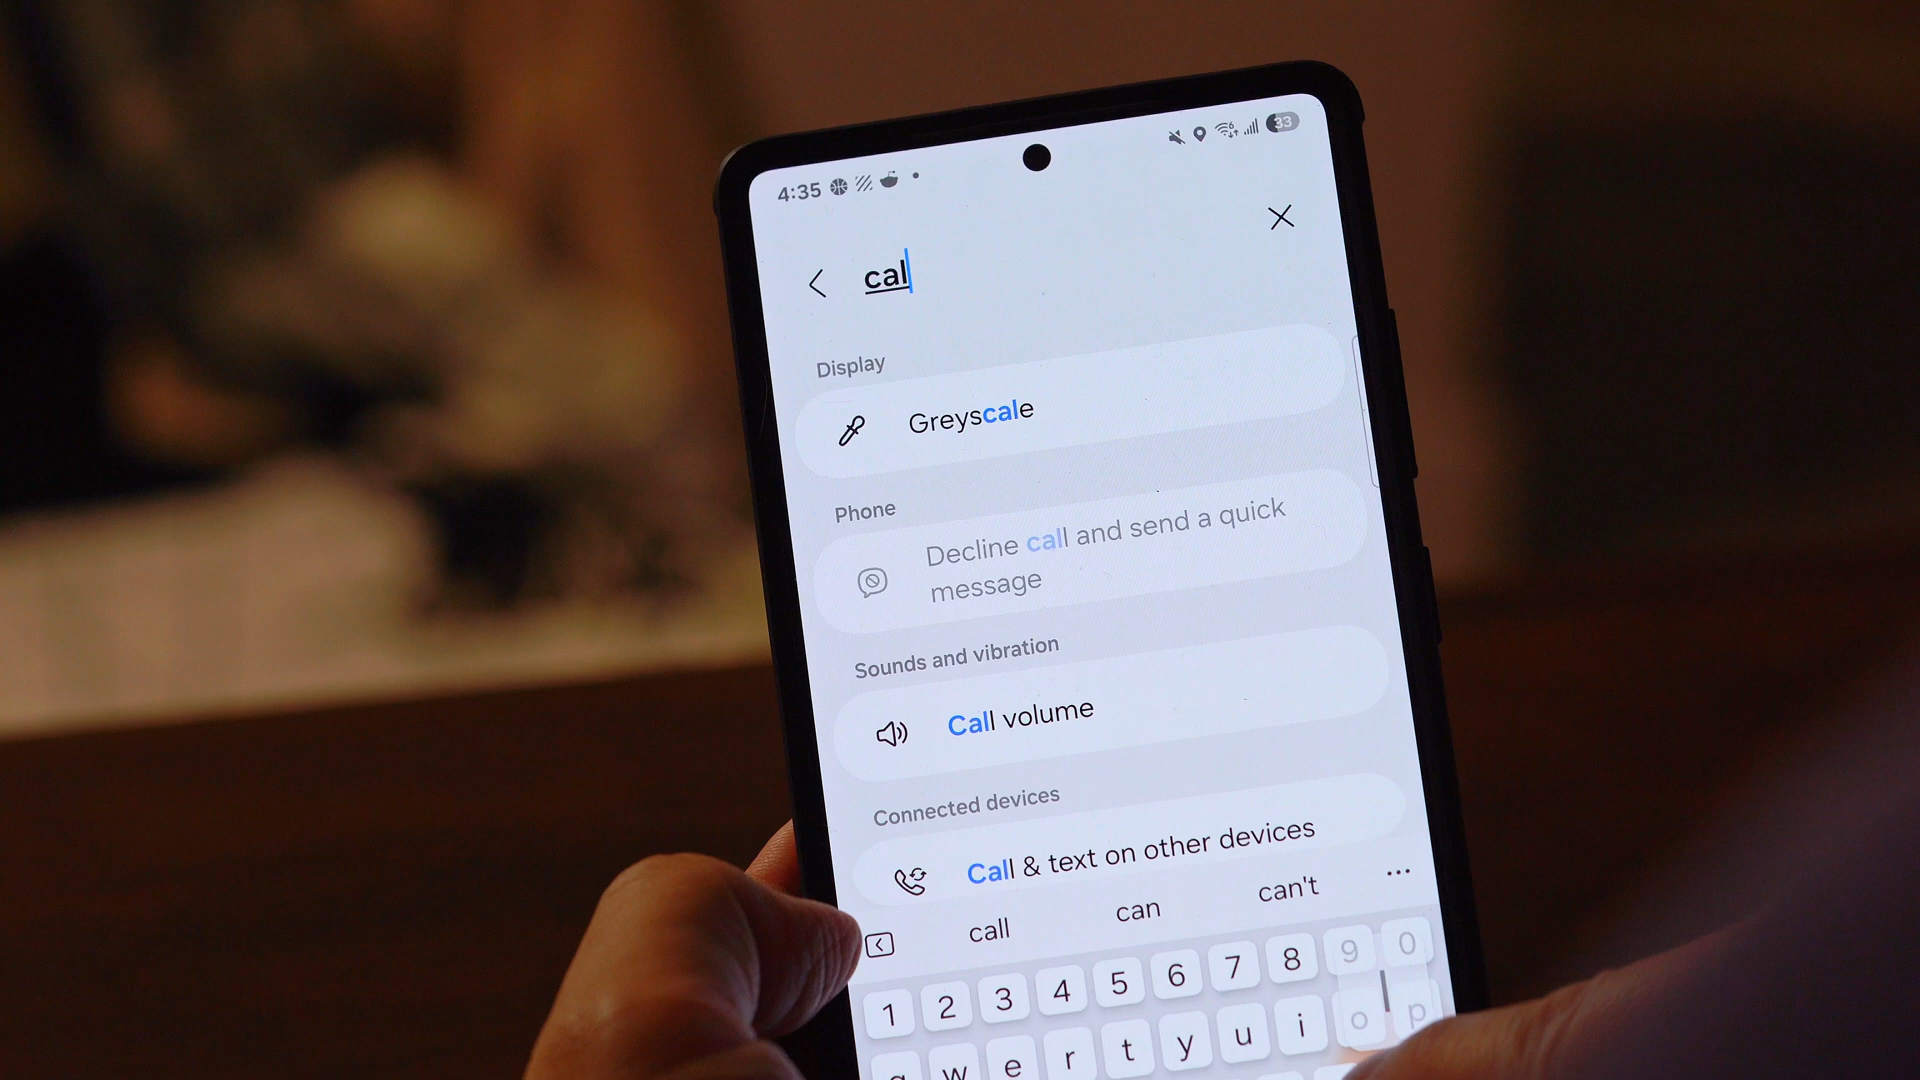 4:35 33
cal
Display
Greyscale
Phone
Decline call and send a quick
message
Sounds and vibration
Call volume
Connected devices
Call & text on other devices
call can can't
1 2 3 4 5 6 7 8 9 0
w e r t y u i o p